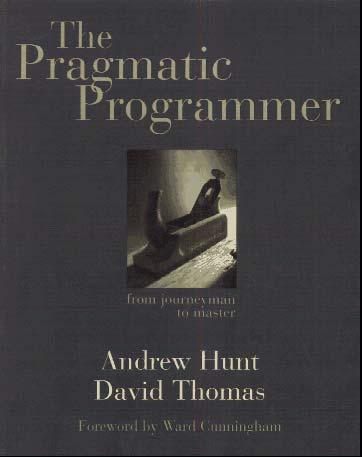 The
Pragmatic
Programmer
from journeyman
to master
Andrew Hunt
David Thomas
Foreword by Ward Cunningham